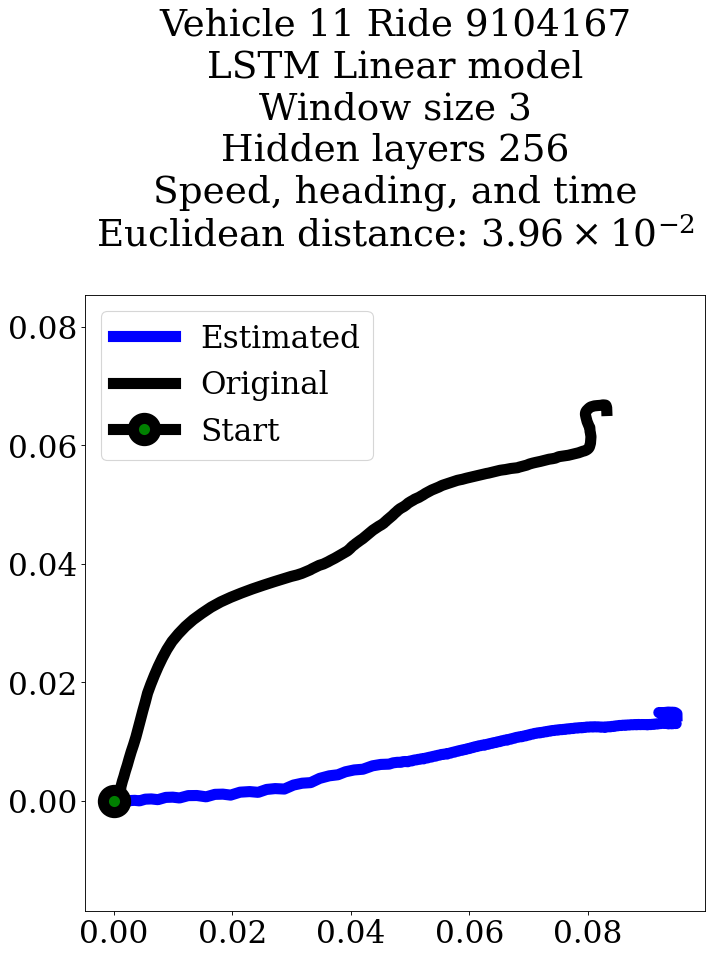 Vehicle 11 Ride 9104167
LSTM Linear model
Window size 3
Hidden layers 256
Speed, heading, and time
Euclidean distance: 3.96 × 10⁻²
Estimated
Original
Start
0.08
0.06
0.04
0.02
0.00
0.00 0.02 0.04 0.06 0.08